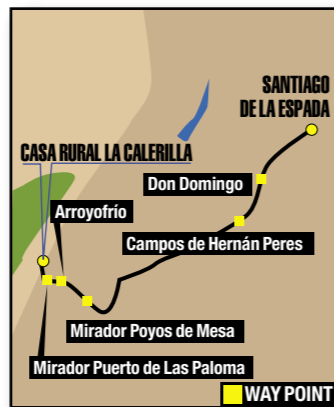 SANTIAGO
DE LA ESPADA
CASA RURAL LA CALERILLA
Don Domingo
Arroyofrío
Campos de Hernán Peres
Mirador Poyos de Mesa
Mirador Puerto de Las Paloma
WAY POINT